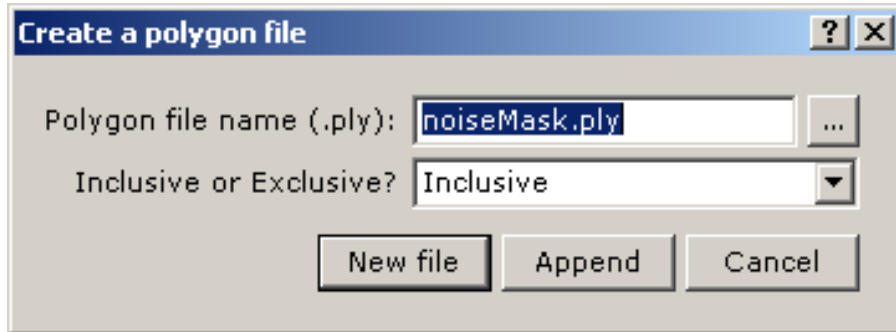 Create a polygon file
Polygon file name (.ply): noiseMask.ply ...
Inclusive or Exclusive? Inclusive
New file Append Cancel